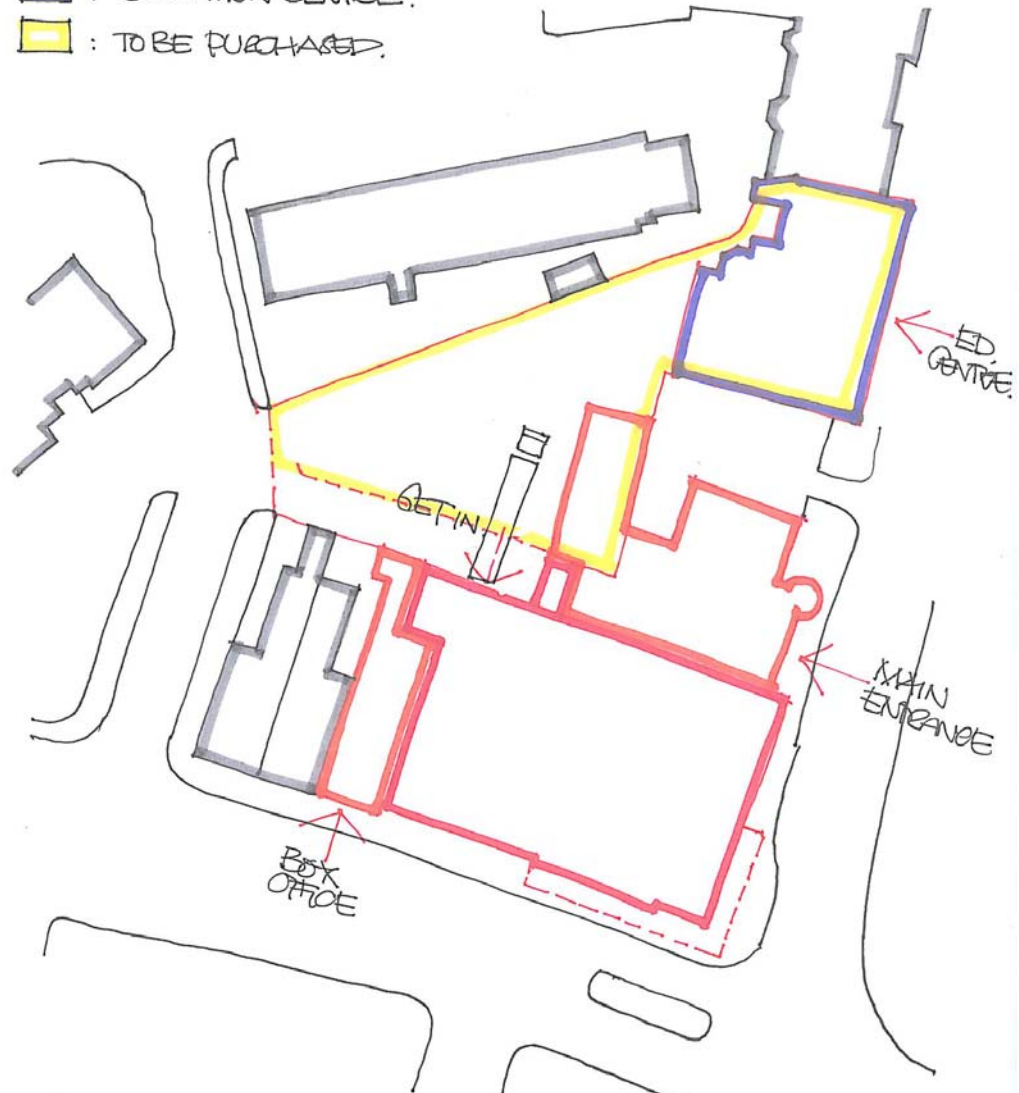 : TO BE PURCHASED.
ED.
CENTRE.
GET IN
MAIN
ENTRANCE
BOX
OFFICE